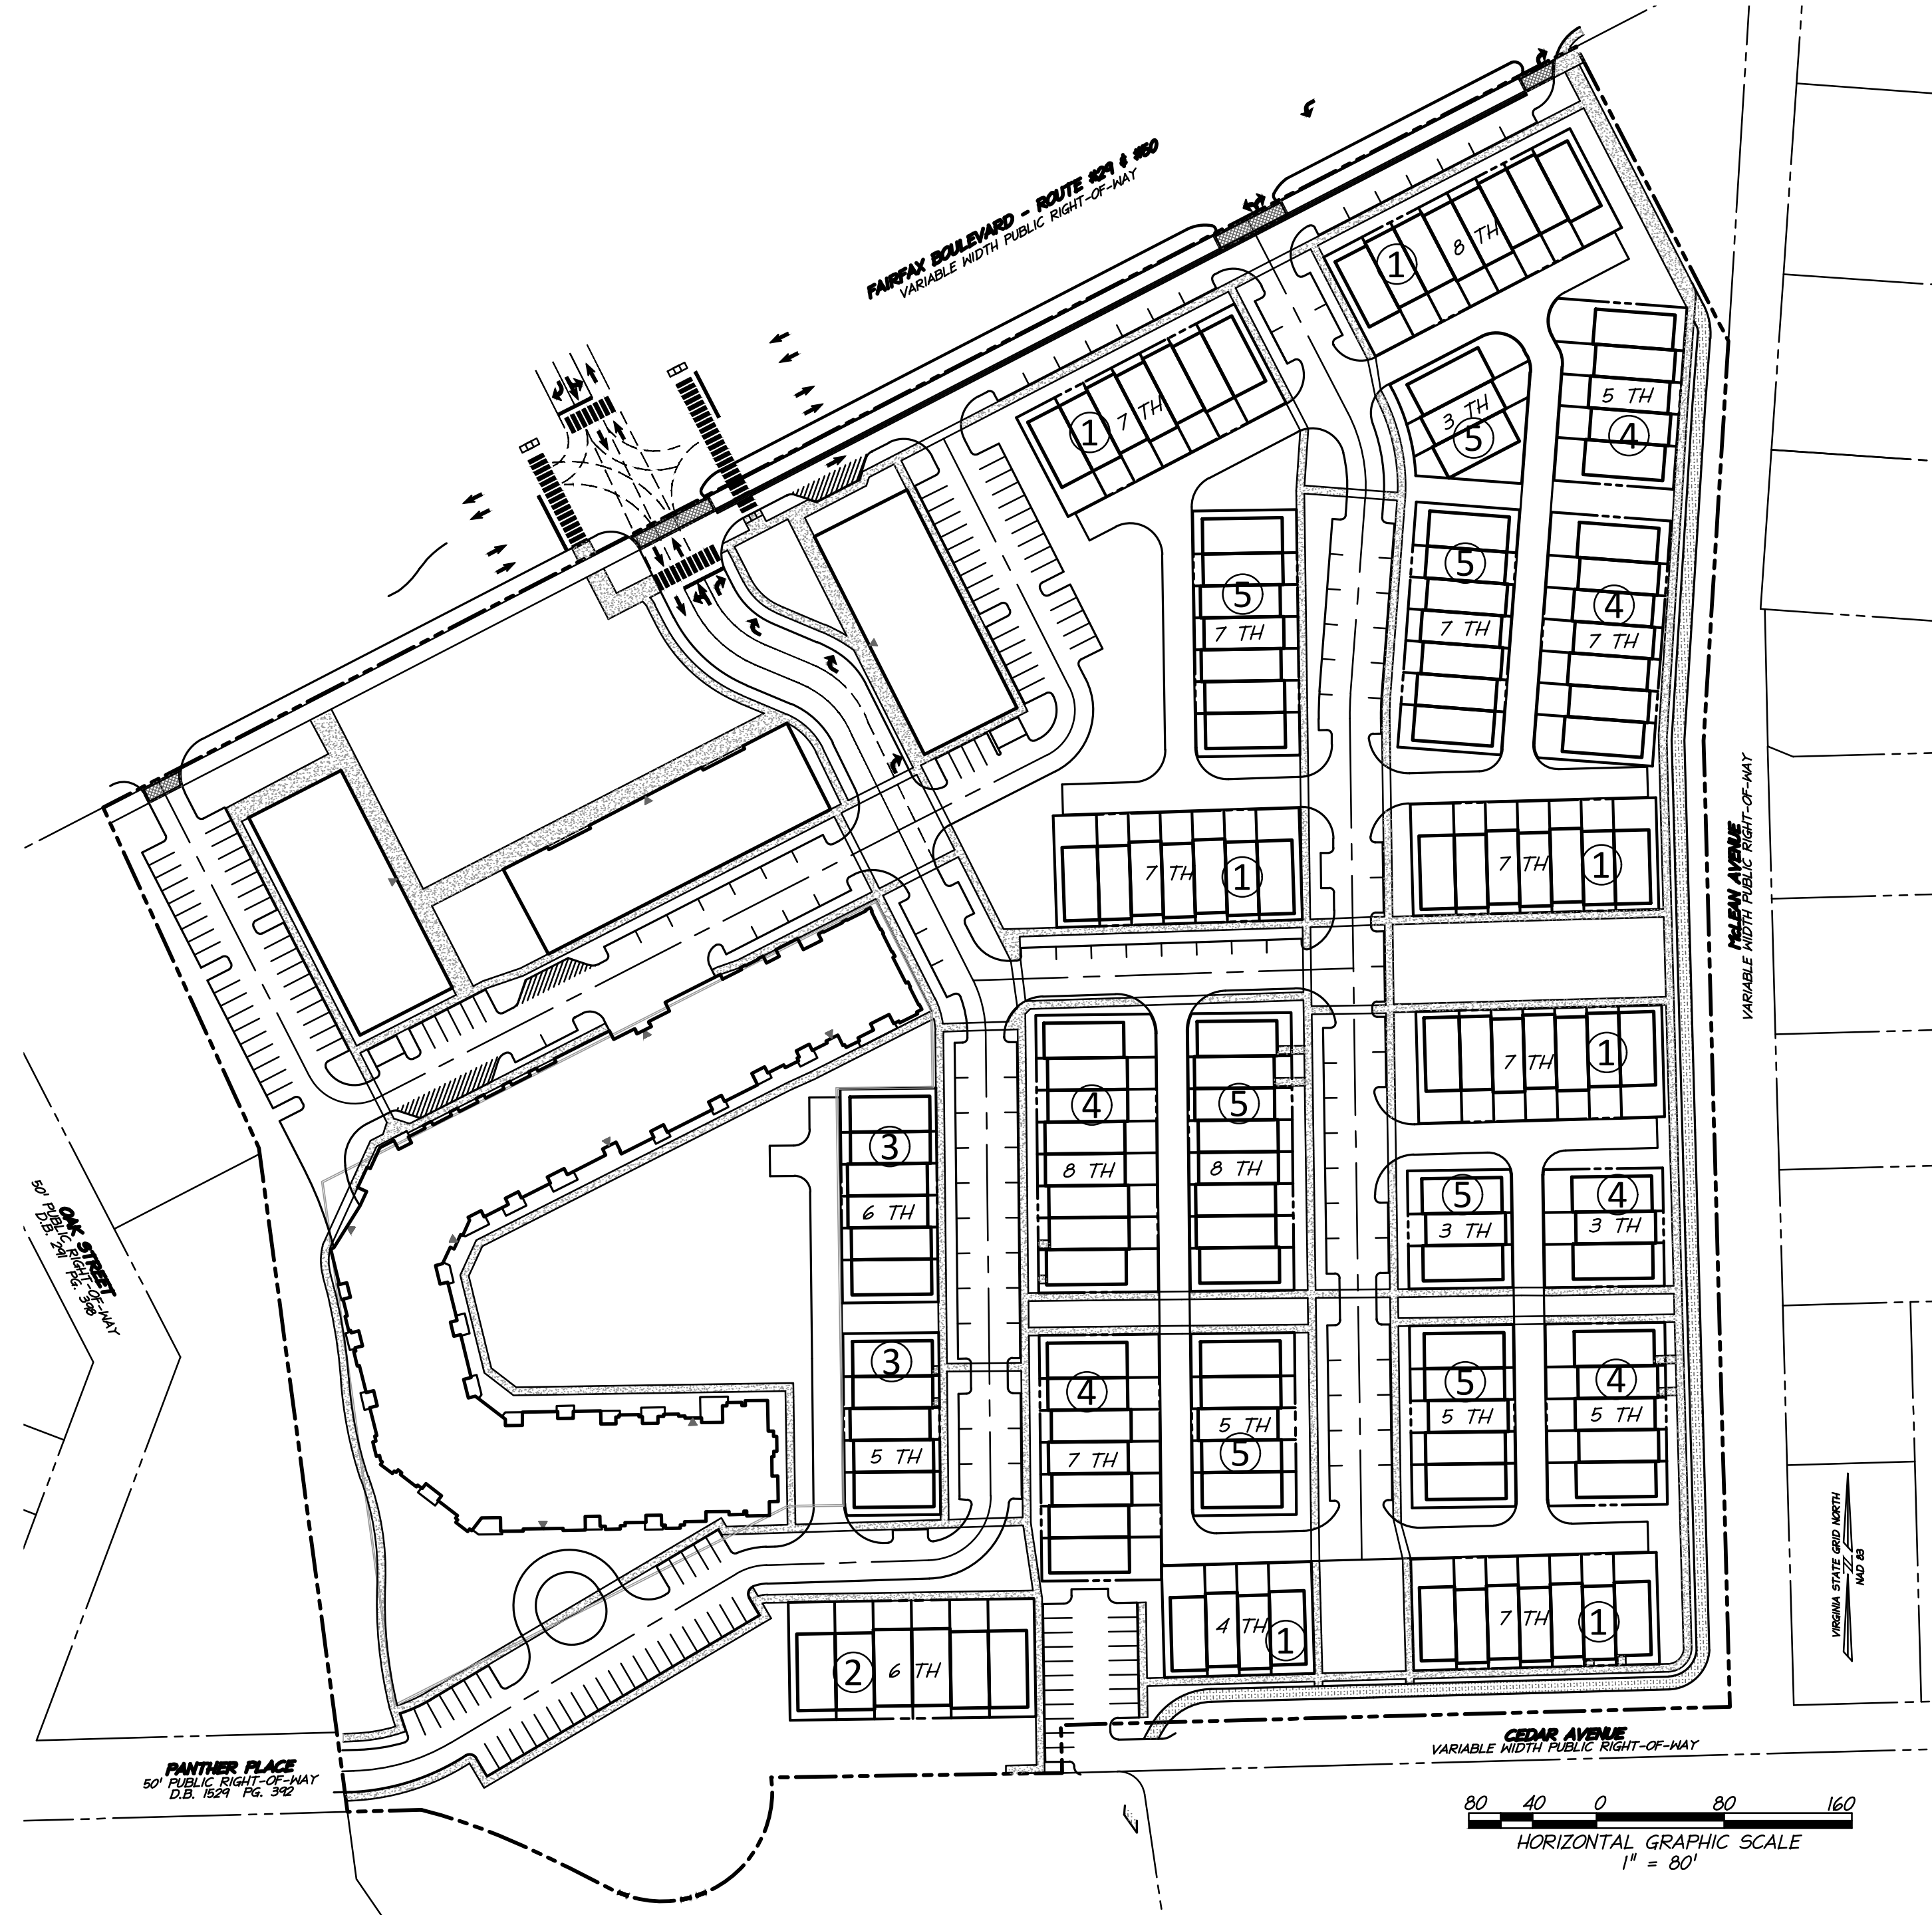 FAIRFAX BOULEVARD - ROUTE #29 & #50
VARIABLE WIDTH PUBLIC RIGHT-OF-WAY
1
8 TH
1
7 TH
3 TH
5
5 TH
4
5
7 TH
5
7 TH
4
7 TH
7 TH
1
7 TH
1
McLEAN AVENUE
VARIABLE WIDTH PUBLIC RIGHT-OF-WAY
7 TH
1
4
8 TH
5
8 TH
3
6 TH
5
3 TH
4
3 TH
OAK STREET
50' PUBLIC RIGHT-OF-WAY
D.B. 291 PG. 398
3
5 TH
4
7 TH
5 TH
5
5
5 TH
4
5 TH
2
6 TH
4 TH
1
7 TH
1
VIRGINIA STATE GRID NORTH
NAD 83
PANTHER PLACE
50' PUBLIC RIGHT-OF-WAY
D.B. 1529 PG. 392
CEDAR AVENUE
VARIABLE WIDTH PUBLIC RIGHT-OF-WAY
80 40 0 80 160
HORIZONTAL GRAPHIC SCALE
1" = 80'